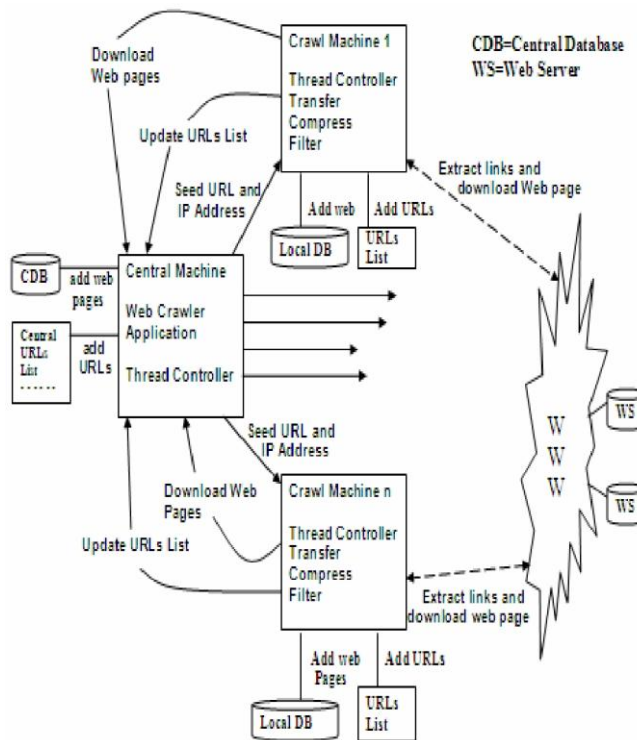 Download
Web pages
Crawl Machine 1
Thread Controller
Transfer
Compress
Filter
CDB=Central Database
WS=Web Server
Update URLs List
Seed URL and
IP Address
Extract links and
download Web page
Add web
Add URLs
Local DB
URLs
List
CDB
add web
pages
Central Machine
Web Crawler
Application
Thread Controller
Central
URLs
List
......
add
URLs
W
W
W
WS
WS
Seed URL and
IP Address
Download Web
Pages
Update URLs List
Crawl Machine n
Thread Controller
Transfer
Compress
Filter
Extract links and
download web page
Add web
Pages
Add URLs
Local DB
URLs
List